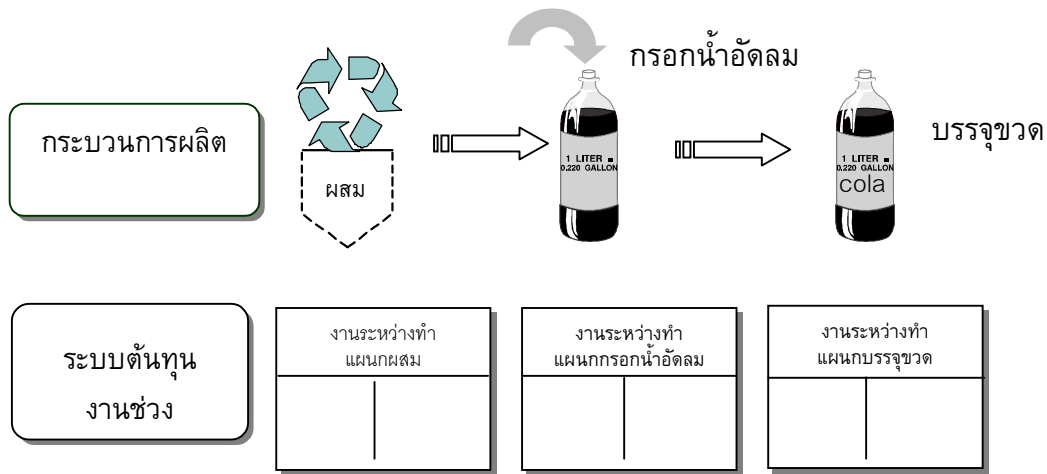 กรอกน้ำอัดลม
กระบวนการผลิต
ผสม
1 LITER =
0.220 GALLON
1 LITER =
0.220 GALLON
cola
บรรจุขวด
ระบบต้นทุน
งานช่วง
งานระหว่างทำ
แผนกผสม
งานระหว่างทำ
แผนกกรอกน้ำอัดลม
งานระหว่างทำ
แผนกบรรจุขวด